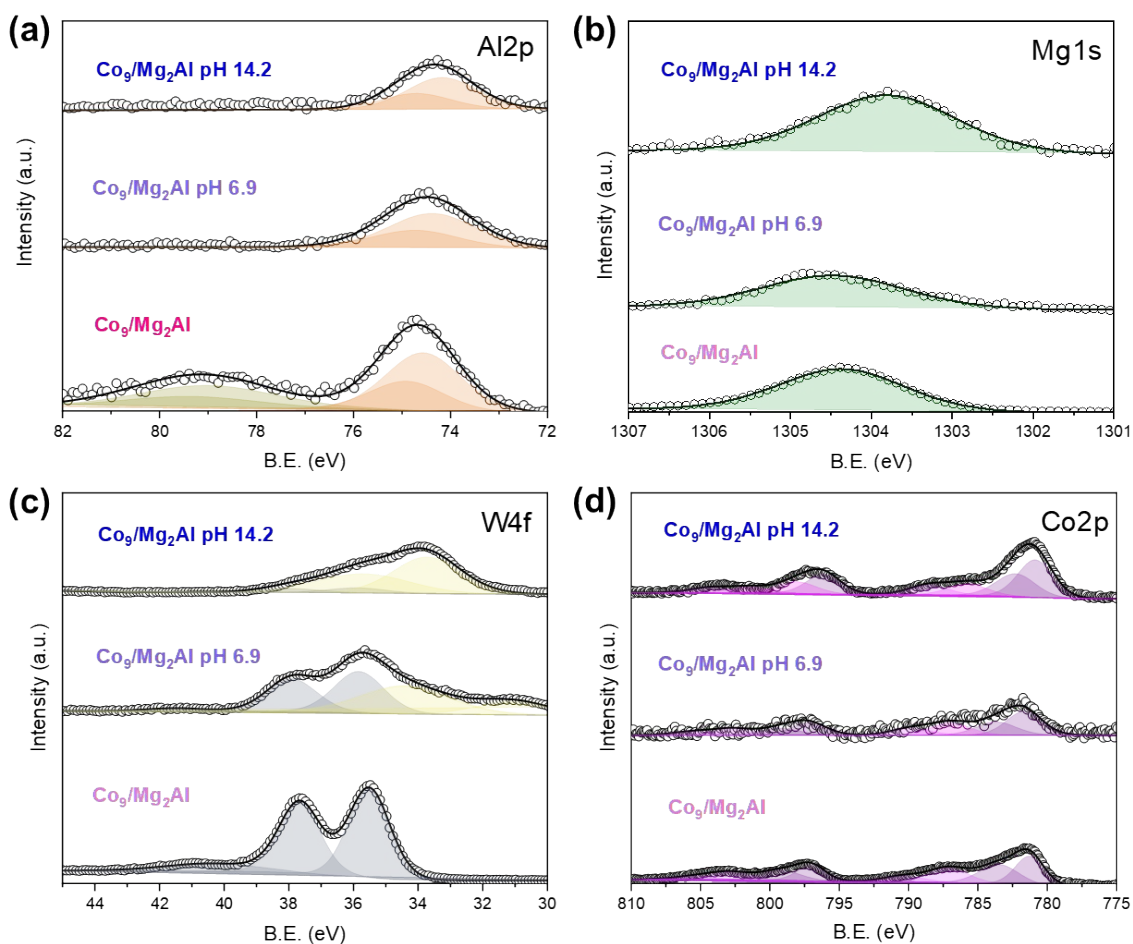 (a)
Al2p
Co₉/Mg₂Al pH 14.2
Co₉/Mg₂Al pH 6.9
Co₉/Mg₂Al
Intensity (a.u.)
82 80 78 76 74 72
B.E. (eV)
(b)
Mg1s
Co₉/Mg₂Al pH 14.2
Co₉/Mg₂Al pH 6.9
Co₉/Mg₂Al
Intensity (a.u.)
1307 1306 1305 1304 1303 1302 1301
B.E. (eV)
(c)
W4f
Co₉/Mg₂Al pH 14.2
Co₉/Mg₂Al pH 6.9
Co₉/Mg₂Al
Intensity (a.u.)
44 42 40 38 36 34 32 30
B.E. (eV)
(d)
Co2p
Co₉/Mg₂Al pH 14.2
Co₉/Mg₂Al pH 6.9
Co₉/Mg₂Al
Intensity (a.u.)
810 805 800 795 790 785 780 775
B.E. (eV)